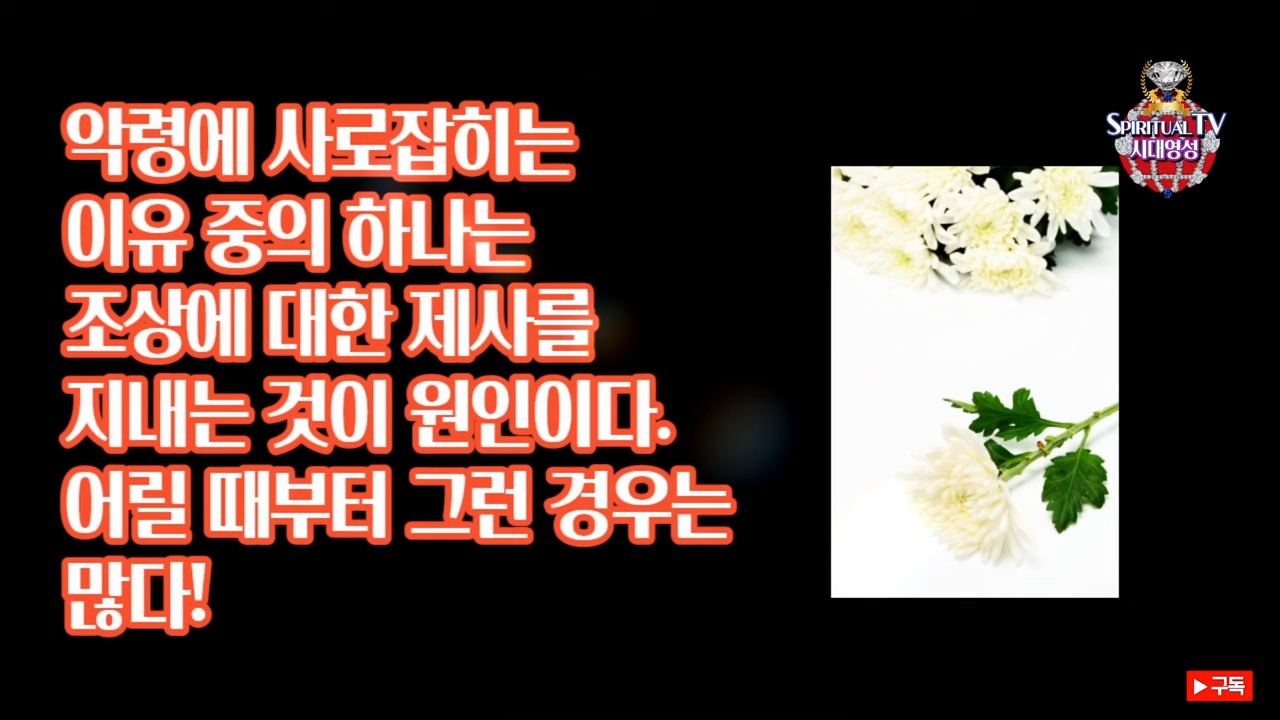 악령에 사로잡히는
이유 중의 하나는
조상에 대한 제사를
지내는 것이 원인이다.
어릴 때부터 그런 경우는
많다!
SPIRITUAL TV
시대영성
구독